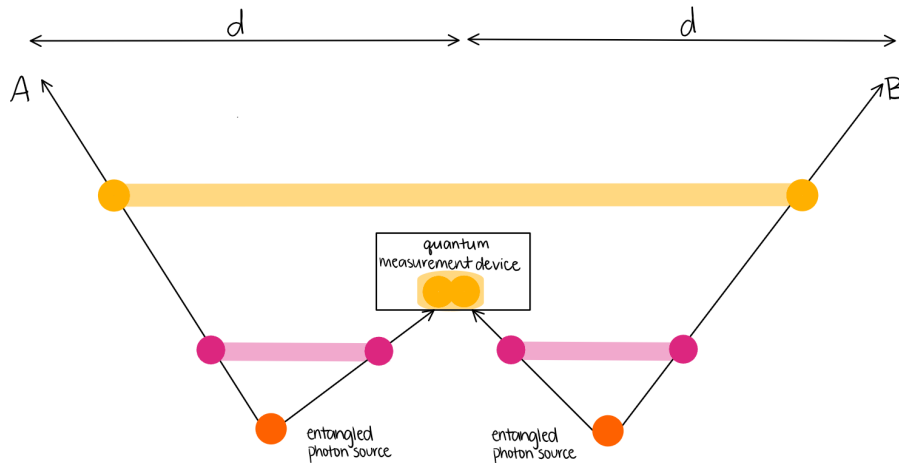 d
d
A
B
quantum
measurement device
entangled
photon source
entangled
photon source